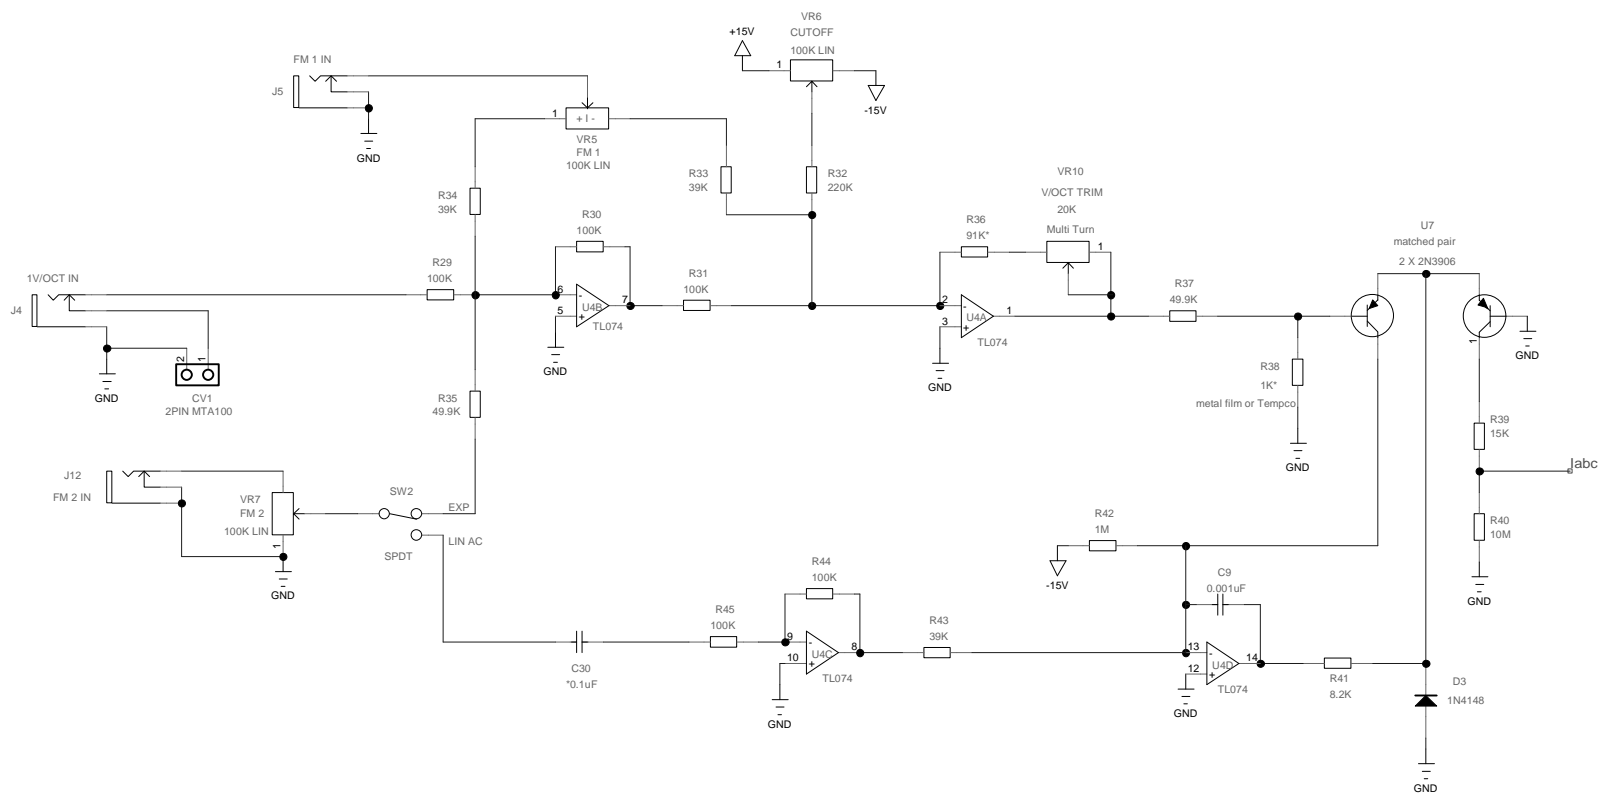 VR6
CUTOFF
100K LIN
+15V
1
-15V
FM 1 IN
J5
GND
1
+ I -
VR5
FM 1
100K LIN
R33
39K
R32
220K
R34
39K
R30
100K
VR10
V/OCT TRIM
20K
Multi Turn
1
R36
91K*
U7
matched pair
2 X 2N3906
1V/OCT IN
J4
R29
100K
6
5
-
+
U4B
7
TL074
GND
R31
100K
2
3
-
+
U4A
1
TL074
GND
R37
49.9K
R38
1K*
metal film or Tempco
GND
1
GND
2
1
GND
CV1
2PIN MTA100
R35
49.9K
R39
15K
Iabc
R40
10M
GND
J12
FM 2 IN
VR7
FM 2
100K LIN
1
GND
SW2
EXP
LIN AC
SPDT
R42
1M
-15V
C9
0.001uF
R44
100K
R45
100K
C30
*0.1uF
9
10
-
+
U4C
8
TL074
GND
R43
39K
13
12
-
+
U4D
14
TL074
GND
R41
8.2K
D3
1N4148
GND